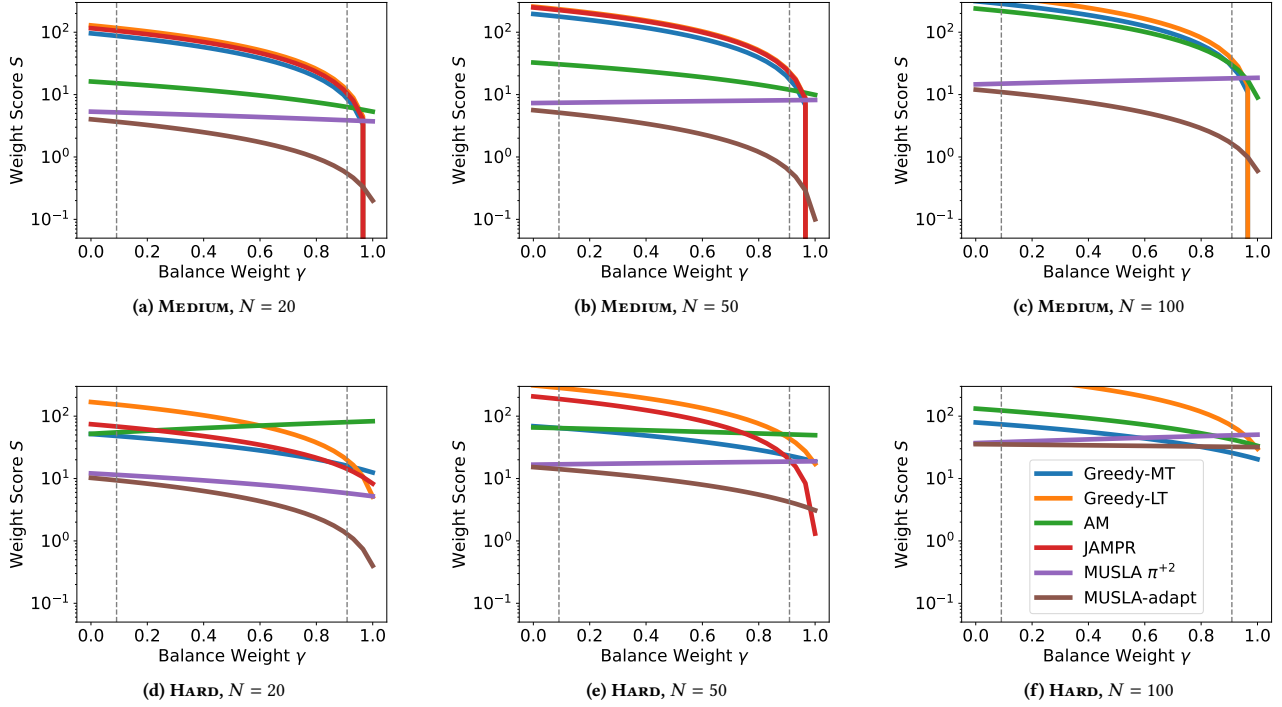 10²
10¹
10⁰
10⁻¹
Weight Score S
0.0 0.2 0.4 0.6 0.8 1.0
Balance Weight γ
(a) Medium, N = 20
10²
10¹
10⁰
10⁻¹
Weight Score S
0.0 0.2 0.4 0.6 0.8 1.0
Balance Weight γ
(b) Medium, N = 50
10²
10¹
10⁰
10⁻¹
Weight Score S
0.0 0.2 0.4 0.6 0.8 1.0
Balance Weight γ
(c) Medium, N = 100
10²
10¹
10⁰
10⁻¹
Weight Score S
0.0 0.2 0.4 0.6 0.8 1.0
Balance Weight γ
(d) Hard, N = 20
10²
10¹
10⁰
10⁻¹
Weight Score S
0.0 0.2 0.4 0.6 0.8 1.0
Balance Weight γ
(e) Hard, N = 50
10²
10¹
10⁰
10⁻¹
Weight Score S
Greedy-MT
Greedy-LT
AM
JAMPR
MUSLA π⁺²
MUSLA-adapt
0.0 0.2 0.4 0.6 0.8 1.0
Balance Weight γ
(f) Hard, N = 100